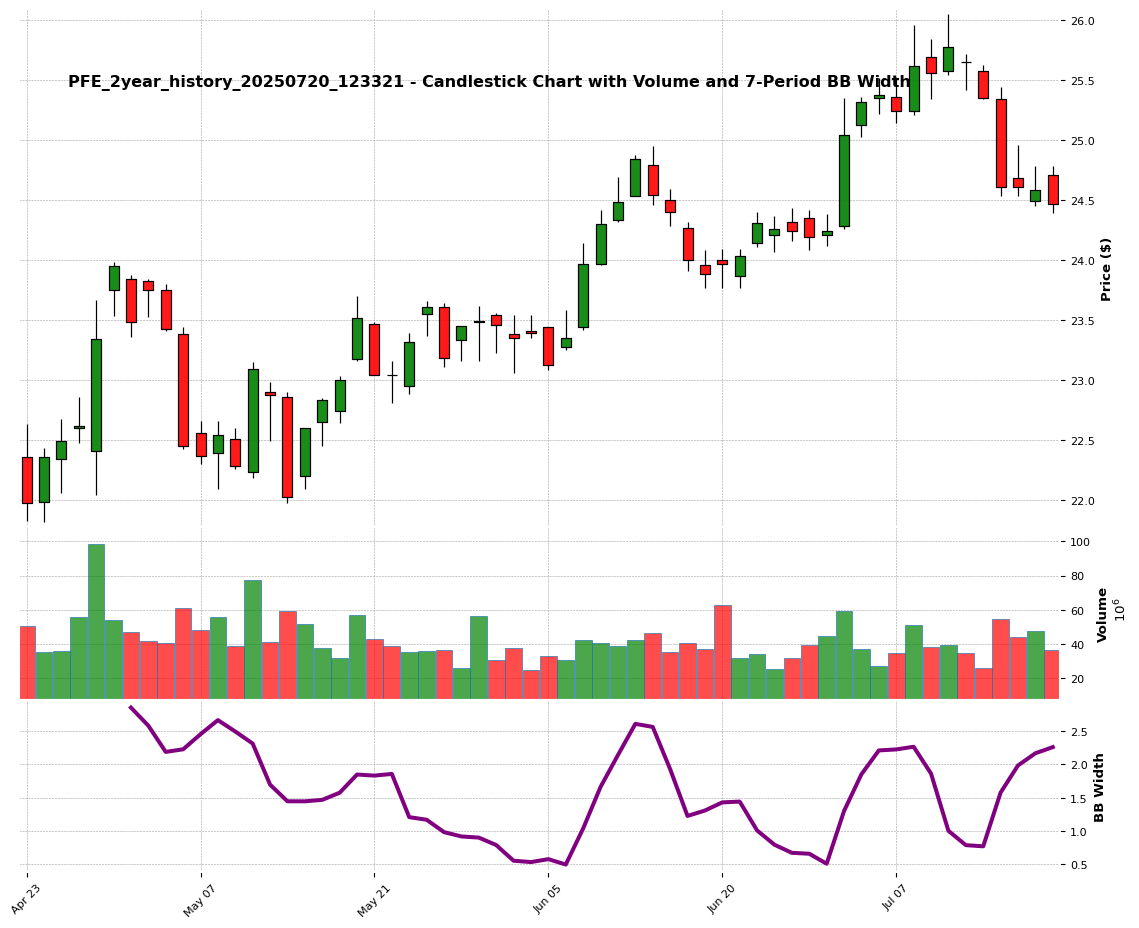 PFE_2year_history_20250720_123321 - Candlestick Chart with Volume and 7-Period BB Width
26.0
25.5
25.0
24.5
24.0
23.5
23.0
22.5
22.0
Price ($)
100
80
60
40
20
Volume
10^6
2.5
2.0
1.5
1.0
0.5
BB Width
Apr 23
May 07
May 21
Jun 05
Jun 20
Jul 07